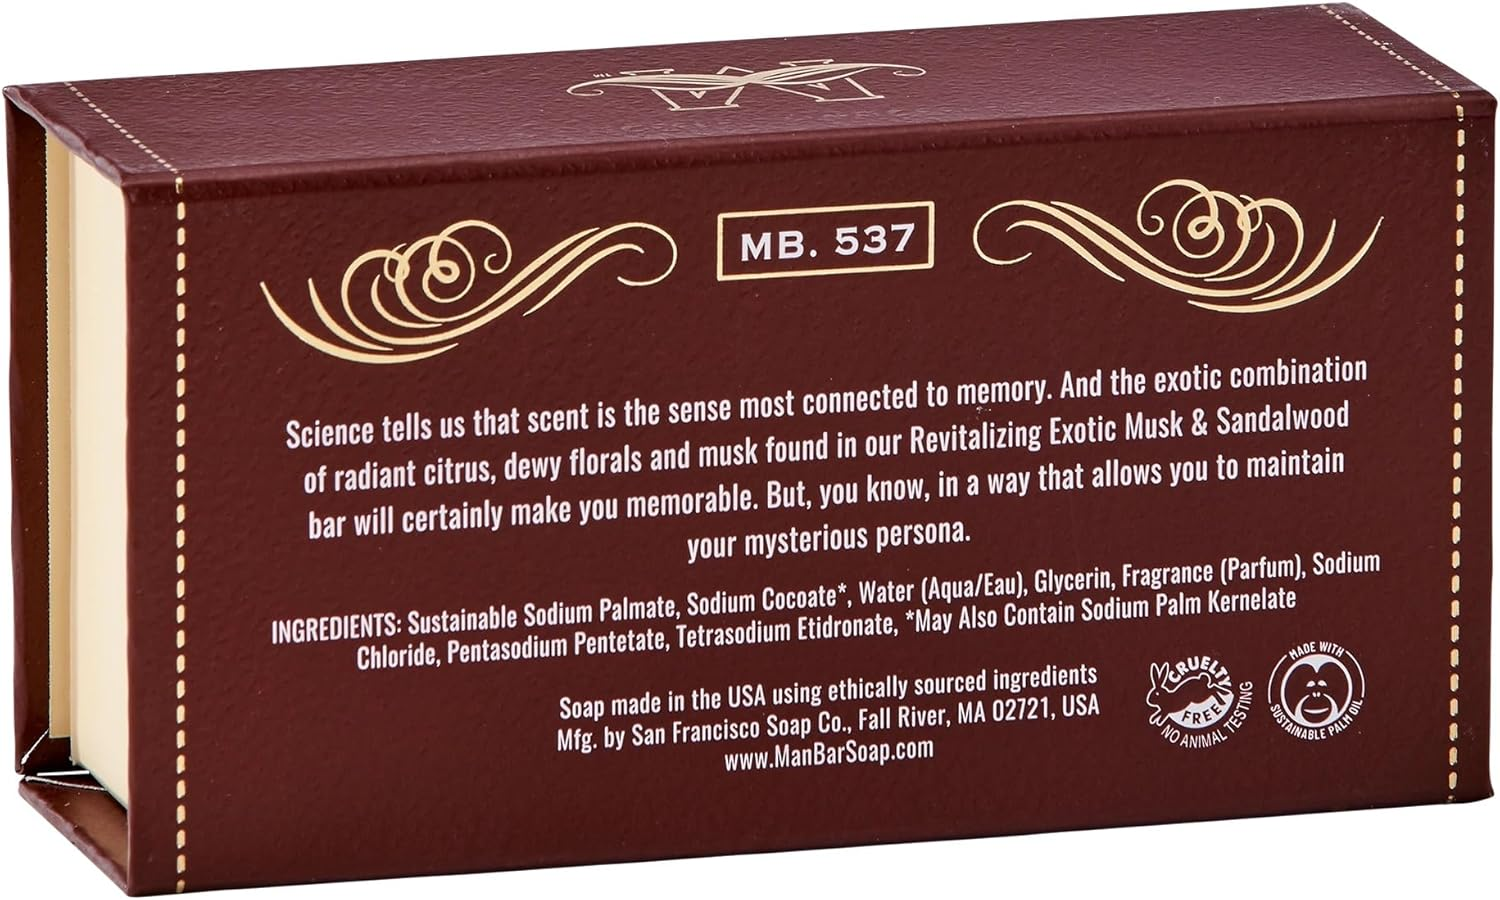 TM
MB. 537
Science tells us that scent is the sense most connected to memory. And the exotic combination
of radiant citrus, dewy florals and musk found in our Revitalizing Exotic Musk & Sandalwood
bar will certainly make you memorable. But, you know, in a way that allows you to maintain
your mysterious persona.
INGREDIENTS: Sustainable Sodium Palmate, Sodium Cocoate*, Water (Aqua/Eau), Glycerin, Fragrance (Parfum), Sodium
Chloride, Pentasodium Pentetate, Tetrasodium Etidronate, *May Also Contain Sodium Palm Kernelate
Soap made in the USA using ethically sourced ingredients
Mfg. by San Francisco Soap Co., Fall River, MA 02721, USA
www.ManBarSoap.com
CRUELTY
FREE
NO ANIMAL TESTING
MADE WITH
SUSTAINABLE PALM OIL